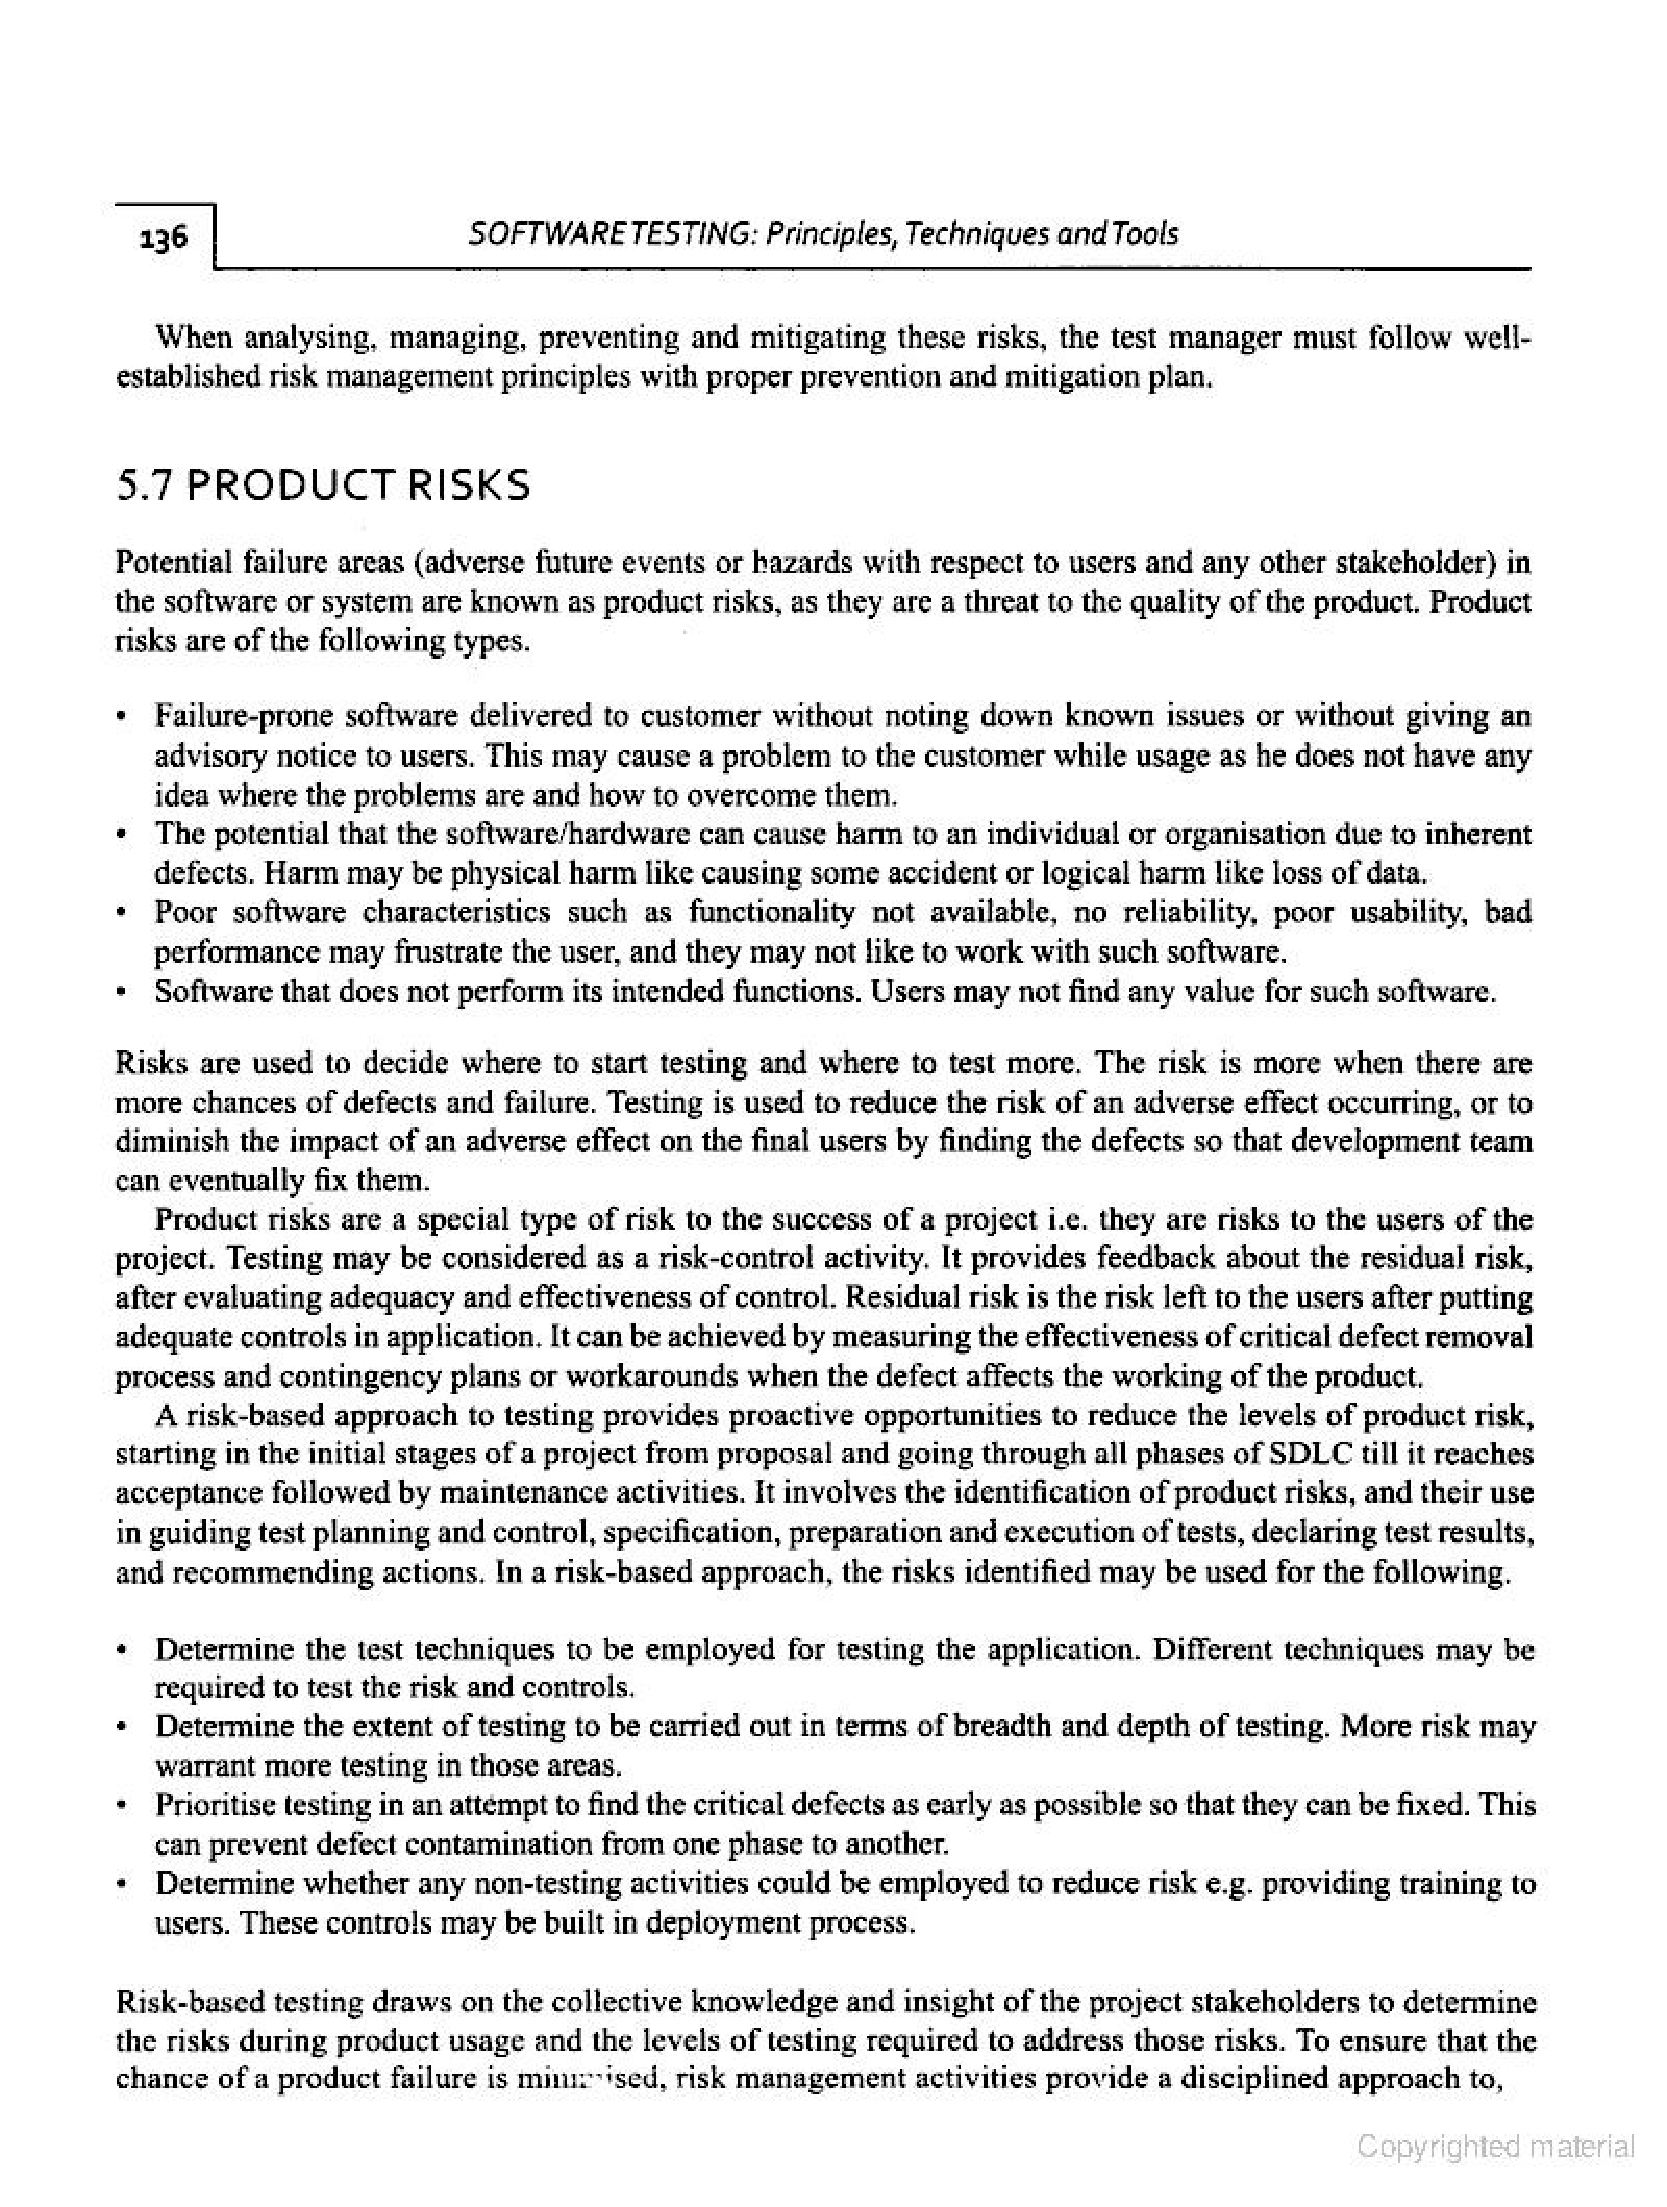 136
SOFTWARE TESTING: Principles, Techniques and Tools
When analysing, managing, preventing and mitigating these risks, the test manager must follow well-
established risk management principles with proper prevention and mitigation plan.
5.7 PRODUCT RISKS
Potential failure areas (adverse future events or hazards with respect to users and any other stakeholder) in
the software or system are known as product risks, as they are a threat to the quality of the product. Product
risks are of the following types.
• Failure-prone software delivered to customer without noting down known issues or without giving an
advisory notice to users. This may cause a problem to the customer while usage as he does not have any
idea where the problems are and how to overcome them.
• The potential that the software/hardware can cause harm to an individual or organisation due to inherent
defects. Harm may be physical harm like causing some accident or logical harm like loss of data.
• Poor software characteristics such as functionality not available, no reliability, poor usability, bad
performance may frustrate the user, and they may not like to work with such software.
• Software that does not perform its intended functions. Users may not find any value for such software.
Risks are used to decide where to start testing and where to test more. The risk is more when there are
more chances of defects and failure. Testing is used to reduce the risk of an adverse effect occurring, or to
diminish the impact of an adverse effect on the final users by finding the defects so that development team
can eventually fix them.
Product risks are a special type of risk to the success of a project i.e. they are risks to the users of the
project. Testing may be considered as a risk-control activity. It provides feedback about the residual risk,
after evaluating adequacy and effectiveness of control. Residual risk is the risk left to the users after putting
adequate controls in application. It can be achieved by measuring the effectiveness of critical defect removal
process and contingency plans or workarounds when the defect affects the working of the product.
A risk-based approach to testing provides proactive opportunities to reduce the levels of product risk,
starting in the initial stages of a project from proposal and going through all phases of SDLC till it reaches
acceptance followed by maintenance activities. It involves the identification of product risks, and their use
in guiding test planning and control, specification, preparation and execution of tests, declaring test results,
and recommending actions. In a risk-based approach, the risks identified may be used for the following.
• Determine the test techniques to be employed for testing the application. Different techniques may be
required to test the risk and controls.
• Determine the extent of testing to be carried out in terms of breadth and depth of testing. More risk may
warrant more testing in those areas.
• Prioritise testing in an attempt to find the critical defects as early as possible so that they can be fixed. This
can prevent defect contamination from one phase to another.
• Determine whether any non-testing activities could be employed to reduce risk e.g. providing training to
users. These controls may be built in deployment process.
Risk-based testing draws on the collective knowledge and insight of the project stakeholders to determine
the risks during product usage and the levels of testing required to address those risks. To ensure that the
chance of a product failure is minimised, risk management activities provide a disciplined approach to,
Copyrighted material